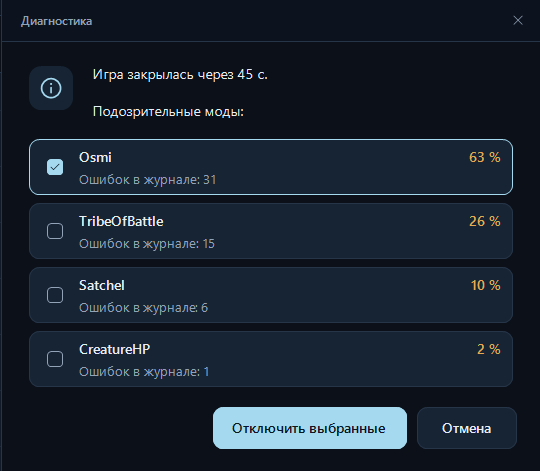 Диагностика
Игра закрылась через 45 с.
Подозрительные моды:
Osmi 63 %
Ошибок в журнале: 31
TribeOfBattle 26 %
Ошибок в журнале: 15
Satchel 10 %
Ошибок в журнале: 6
CreatureHP 2 %
Ошибок в журнале: 1
Отключить выбранные Отмена